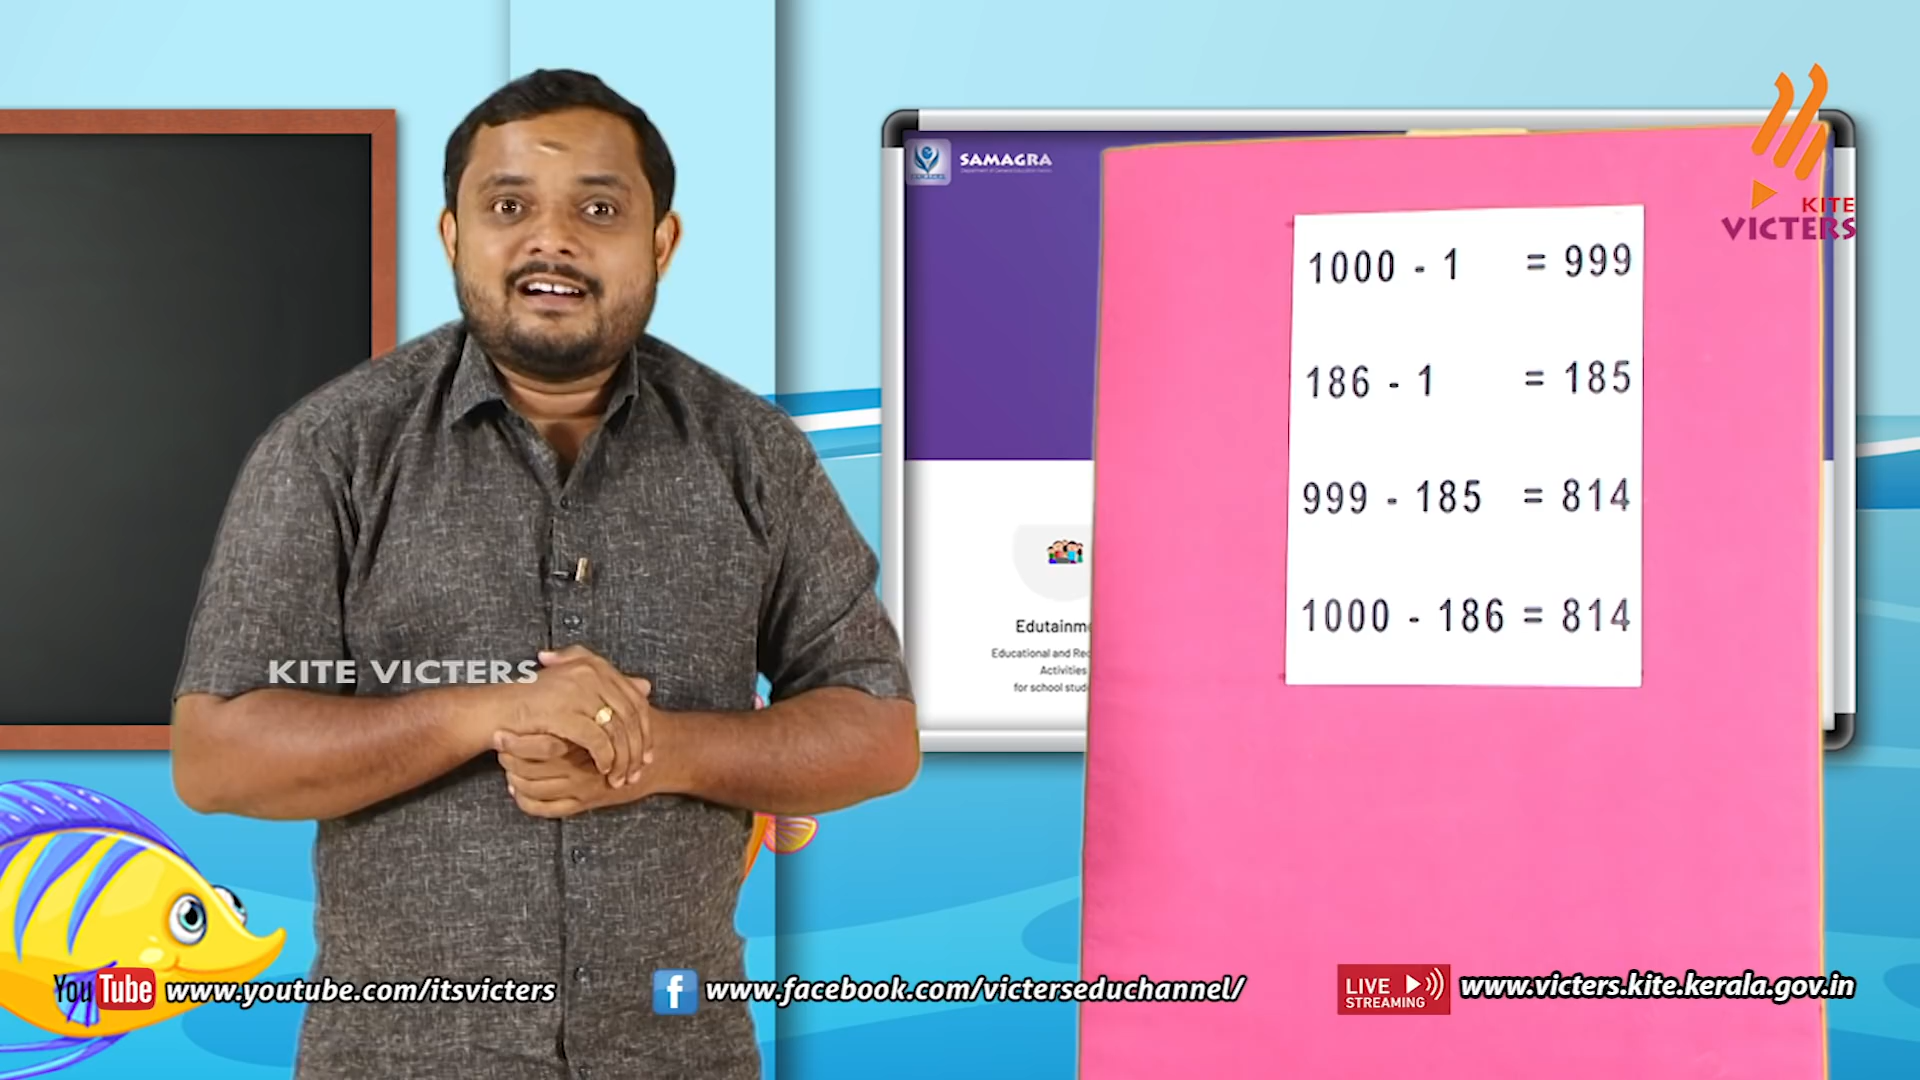 SAMAGRA
KITE
VICTERS
1000 - 1 = 999
186 - 1 = 185
999 - 185 = 814
1000 - 186 = 814
Edutainm
Educational and Rec
Activities
for school stud
KITE VICTERS
YouTube www.youtube.com/itsvicters
f www.facebook.com/victerseduchannel/
LIVE STREAMING www.victers.kite.kerala.gov.in